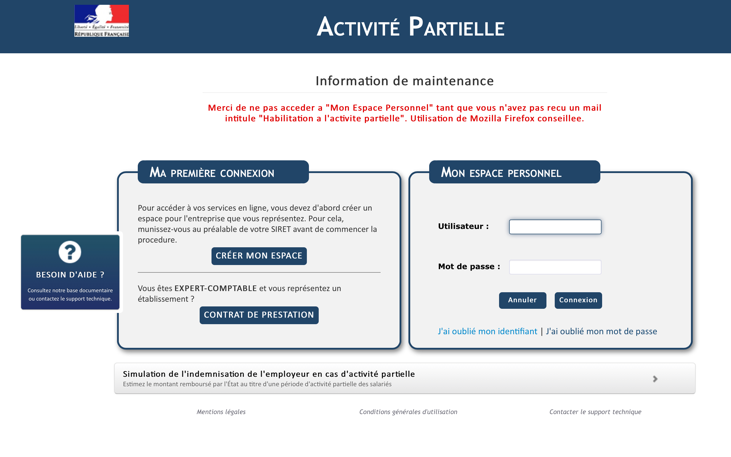 Liberté • Égalité • Fraternité
RÉPUBLIQUE FRANÇAISE
ACTIVITÉ PARTIELLE
Information de maintenance
Merci de ne pas acceder a "Mon Espace Personnel" tant que vous n'avez pas recu un mail
intitule "Habilitation a l'activite partielle". Utilisation de Mozilla Firefox conseillee.
MA PREMIÈRE CONNEXION
Pour accéder à vos services en ligne, vous devez d'abord créer un
espace pour l'entreprise que vous représentez. Pour cela,
munissez-vous au préalable de votre SIRET avant de commencer la
procedure.
CRÉER MON ESPACE
Vous êtes EXPERT-COMPTABLE et vous représentez un
établissement ?
CONTRAT DE PRESTATION
MON ESPACE PERSONNEL
Utilisateur :
Mot de passe :
Annuler
Connexion
J'ai oublié mon identifiant | J'ai oublié mon mot de passe
BESOIN D'AIDE ?
Consultez notre base documentaire
ou contactez le support technique.
Simulation de l'indemnisation de l'employeur en cas d'activité partielle
Estimez le montant remboursé par l'État au titre d'une période d'activité partielle des salariés
Mentions légales
Conditions générales d'utilisation
Contacter le support technique